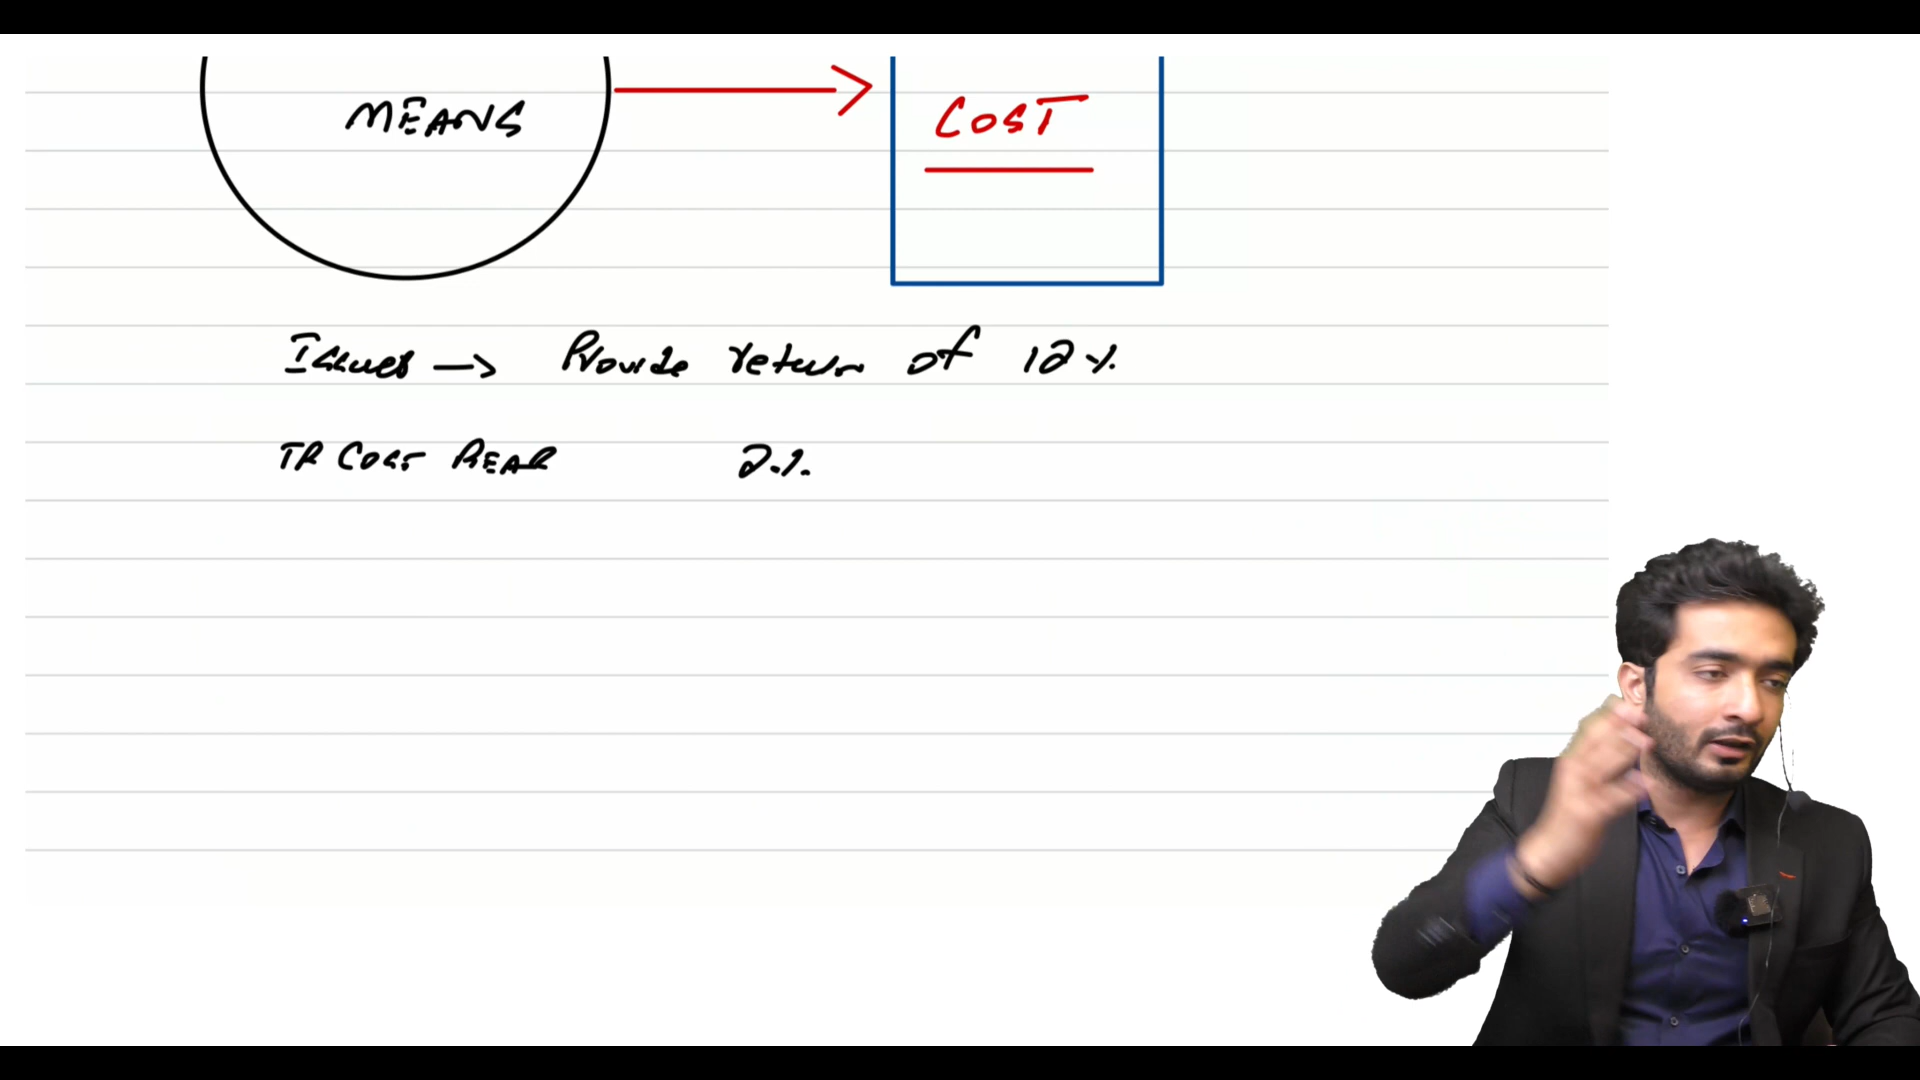 MEANS
COST
Issues → Provide return of 12%
TR COST BEAR 2%